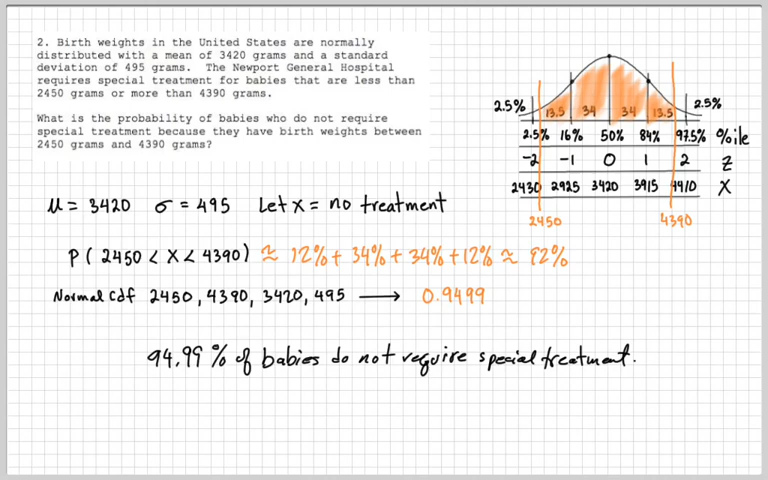 2. Birth weights in the United States are normally
distributed with a mean of 3420 grams and a standard
deviation of 495 grams. The Newport General Hospital
requires special treatment for babies that are less than
2450 grams or more than 4390 grams.
What is the probability of babies who do not require
special treatment because they have birth weights between
2450 grams and 4390 grams?
2.5% 13.5 34 34 13.5 2.5%
2.5% 16% 50% 84% 97.5% %ile
-2 -1 0 1 2 Z
2430 2925 3420 3915 4410 X
2450 4390
μ = 3420 σ = 495 Let X = no treatment
P( 2450 < X < 4390) ≈ 12% + 34% + 34% + 12% ≈ 92%
Normal cdf 2450, 4390, 3420, 495 → 0.9499
94.99% of babies do not require special treatment.